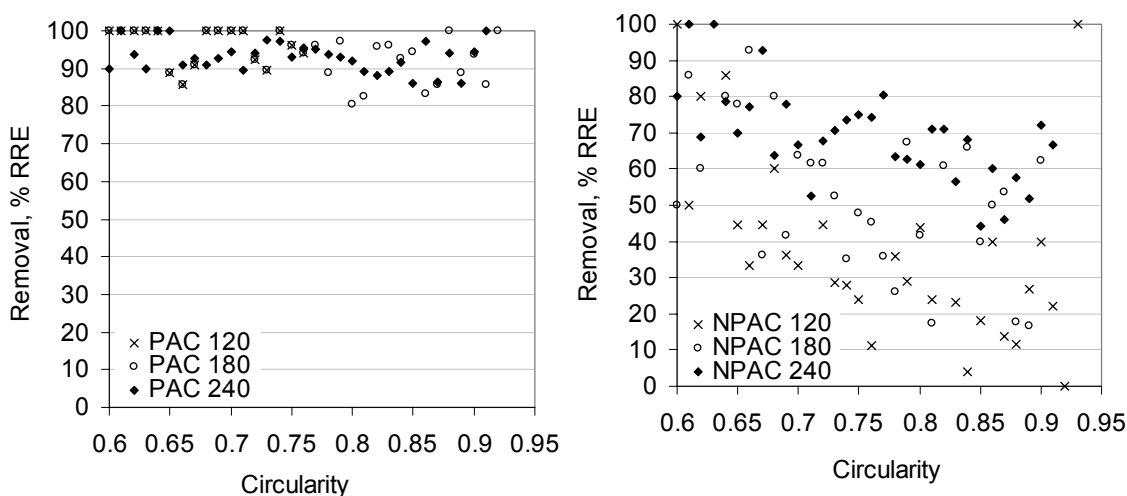 Removal, % RRE
100
90
80
70
60
50
40
30
20
10
0
× PAC 120
○ PAC 180
◆ PAC 240
0.6 0.65 0.7 0.75 0.8 0.85 0.9 0.95
Circularity
Removal, % RRE
100
90
80
70
60
50
40
30
20
10
0
× NPAC 120
○ NPAC 180
◆ NPAC 240
0.6 0.65 0.7 0.75 0.8 0.85 0.9 0.95
Circularity